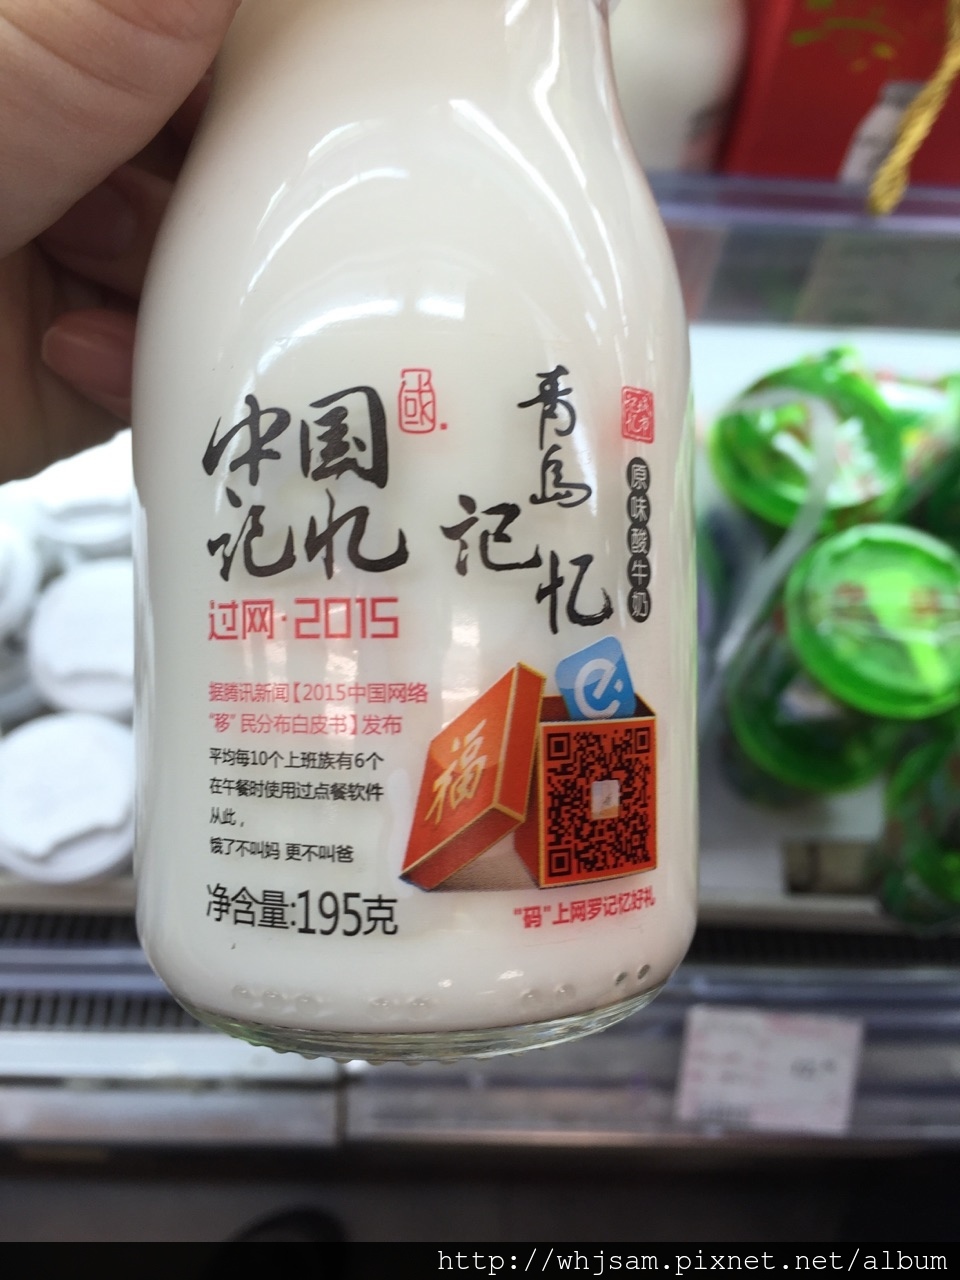 中国
记忆
國
过网·2015
据腾讯新闻【2015中国网络
“移”民分布白皮书】发布
平均每10个上班族有6个
在午餐时使用过点餐软件
从此，
饿了不叫妈 更不叫爸
净含量:195克
青岛
记忆
原味酸牛奶
福
e
“码”上网罗记忆好礼
http://whjsam.pixnet.net/album